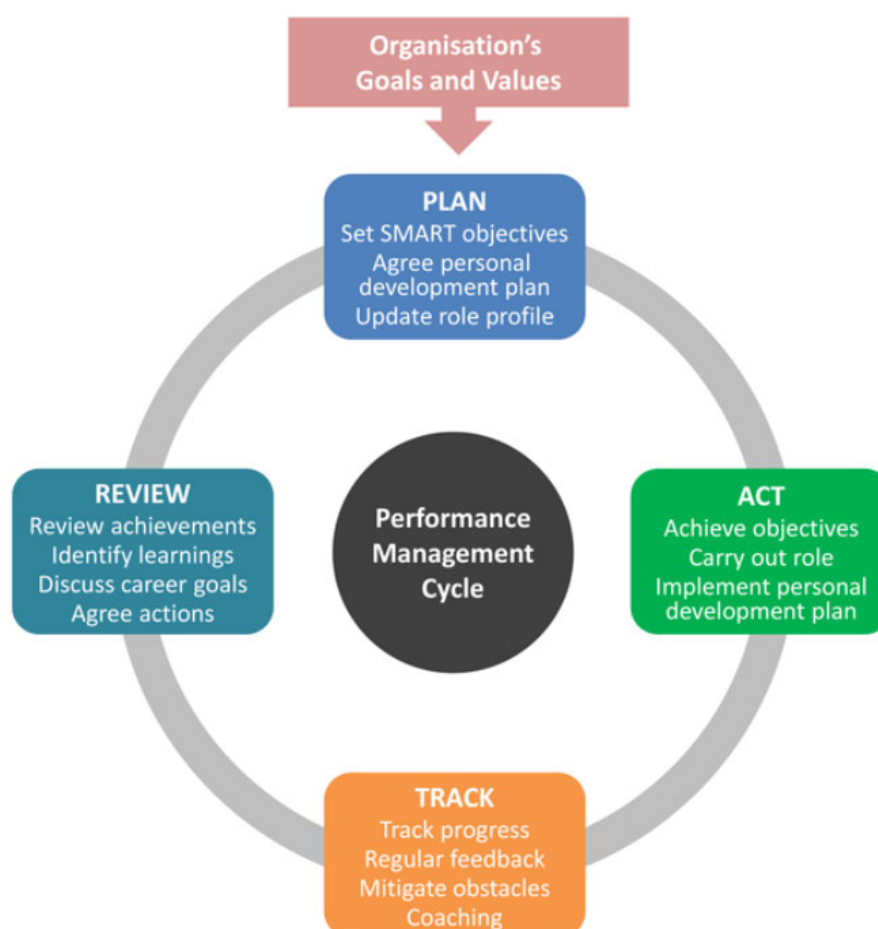 Organisation's
Goals and Values
PLAN
Set SMART objectives
Agree personal
development plan
Update role profile
REVIEW
Review achievements
Identify learnings
Discuss career goals
Agree actions
Performance
Management
Cycle
ACT
Achieve objectives
Carry out role
Implement personal
development plan
TRACK
Track progress
Regular feedback
Mitigate obstacles
Coaching